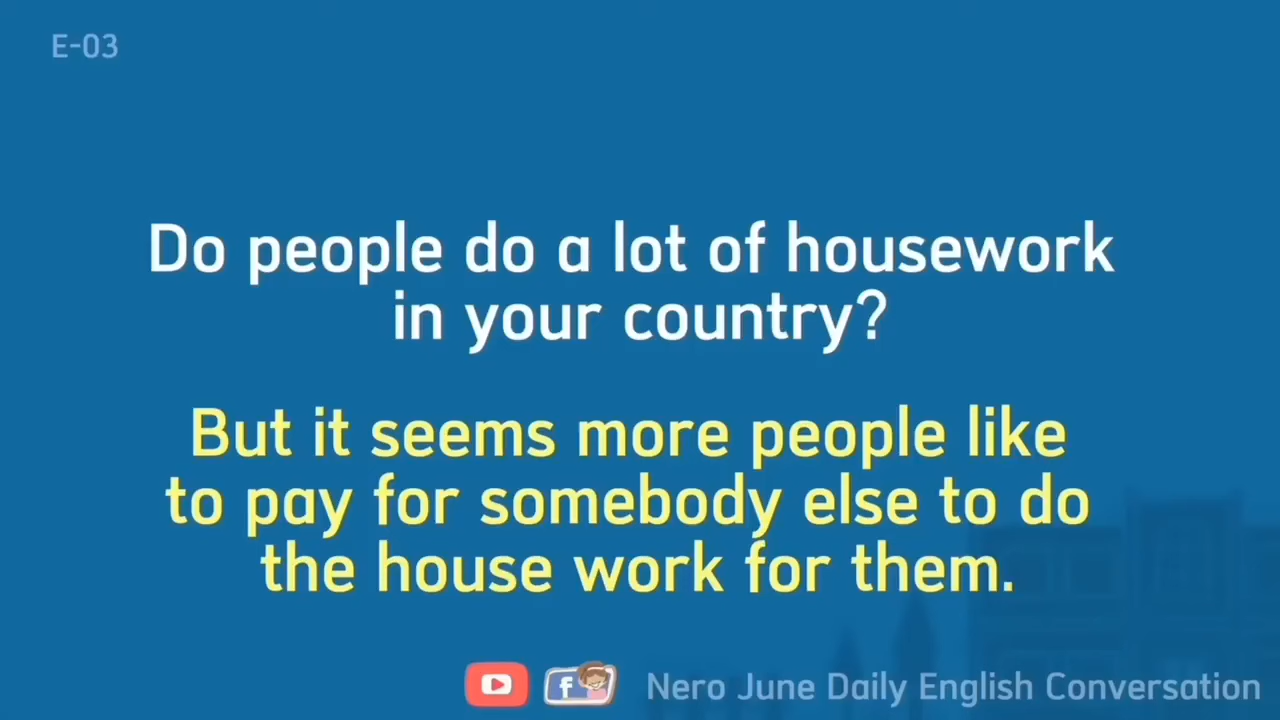 E-03
Do people do a lot of housework
in your country?
But it seems more people like
to pay for somebody else to do
the house work for them.
f
Nero June Daily English Conversation